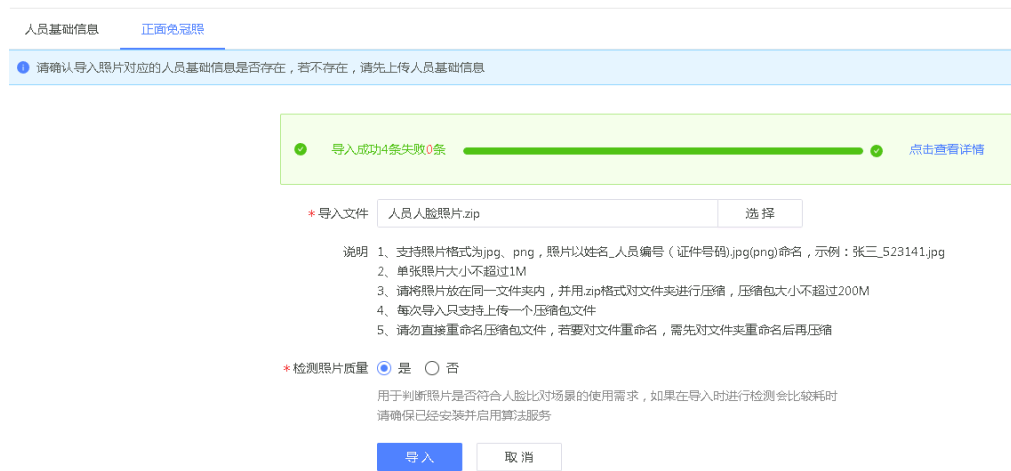 人员基础信息 正面免冠照
请确认导入照片对应的人员基础信息是否存在，若不存在，请先上传人员基础信息
导入成功4条失败0条 点击查看详情
* 导入文件 人员人脸照片.zip 选 择
说明 1、支持照片格式为jpg、png，照片以姓名_人员编号（证件号码).jpg(png)命名，示例：张三_523141.jpg
2、单张照片大小不超过1M
3、请将照片放在同一文件夹内，并用.zip格式对文件夹进行压缩，压缩包大小不超过200M
4、每次导入只支持上传一个压缩包文件
5、请勿直接重命名压缩包文件，若要对文件重命名，需先对文件夹重命名后再压缩
* 检测照片质量 是 否
用于判断照片是否符合人脸比对场景的使用需求，如果在导入时进行检测会比较耗时
请确保已经安装并启用算法服务
导 入 取 消